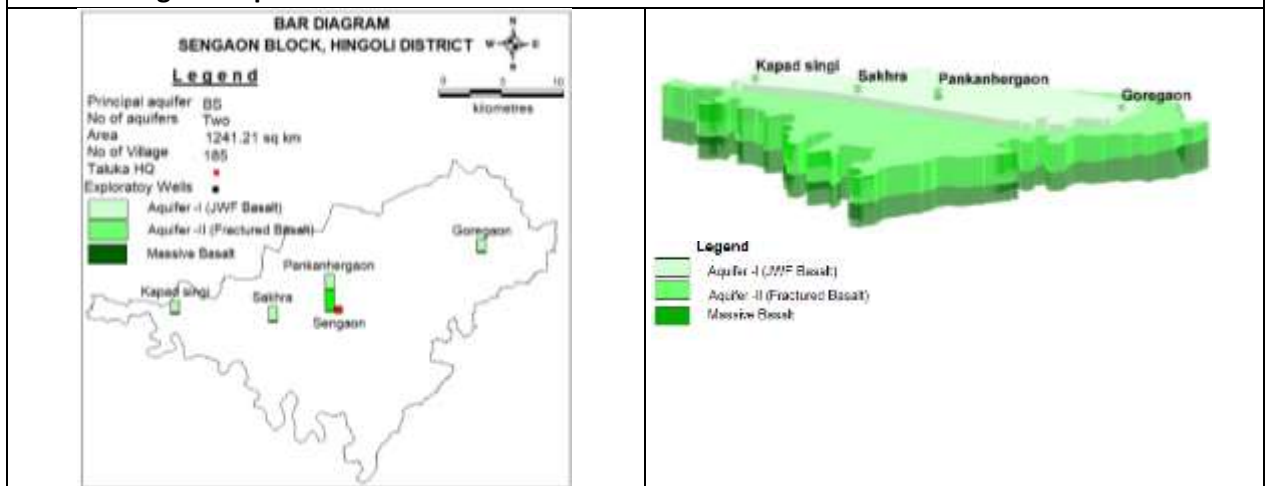 BAR DIAGRAM
SENGAON BLOCK, HINGOLI DISTRICT
N
W E
S
Legend
0 5 10
kilometres
Principal aquifer BS
No of aquifers Two
Area 1241.21 sq km
No of Village 185
Taluka HQ
Exploratoy Wells
Aquifer -I (JWF Basalt)
Aquifer -II (Fractured Basalt)
Massive Basalt
Goregaon
Pankanhergaon
Kapad singi
Sakhra
Sengaon
Kapad singi
Sakhra
Pankanhergaon
Goregaon
Legend
Aquifer -I (JWF Basalt)
Aquifer -II (Fractured Basalt)
Massive Basalt